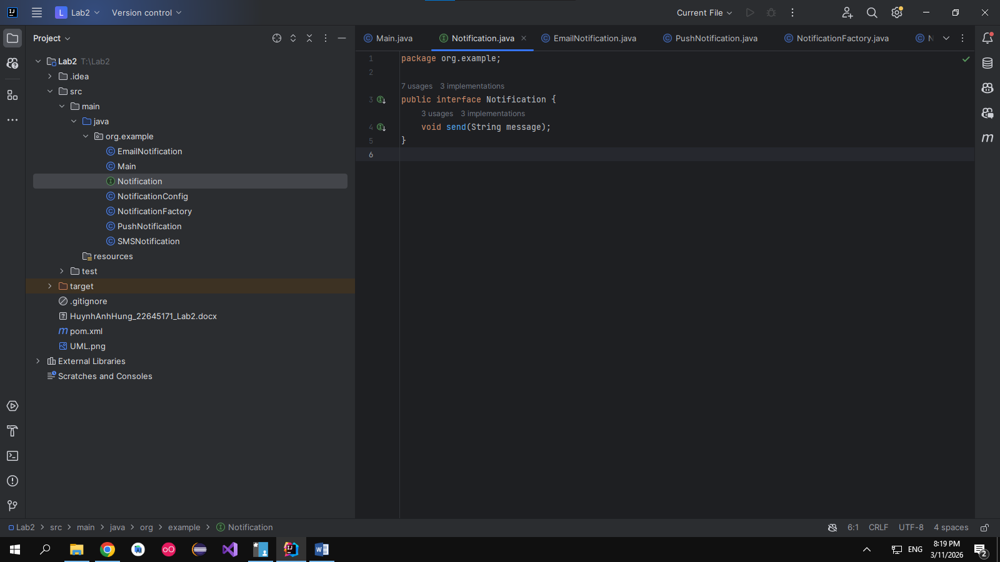 L Lab2 Version control Current File
Project
Main.java Notification.java EmailNotification.java PushNotification.java NotificationFactory.java N
Lab2 T:\Lab2
.idea
src
main
java
org.example
EmailNotification
Main
Notification
NotificationConfig
NotificationFactory
PushNotification
SMSNotification
resources
test
target
.gitignore
HuynhAnhHung_22645171_Lab2.docx
pom.xml
UML.png
External Libraries
Scratches and Consoles
1 package org.example;
2
7 usages 3 implementations
3 public interface Notification {
3 usages 3 implementations
4 void send(String message);
5 }
6
Lab2 > src > main > java > org > example > Notification
6:1 CRLF UTF-8 4 spaces
ENG
8:19 PM
3/11/2026
2